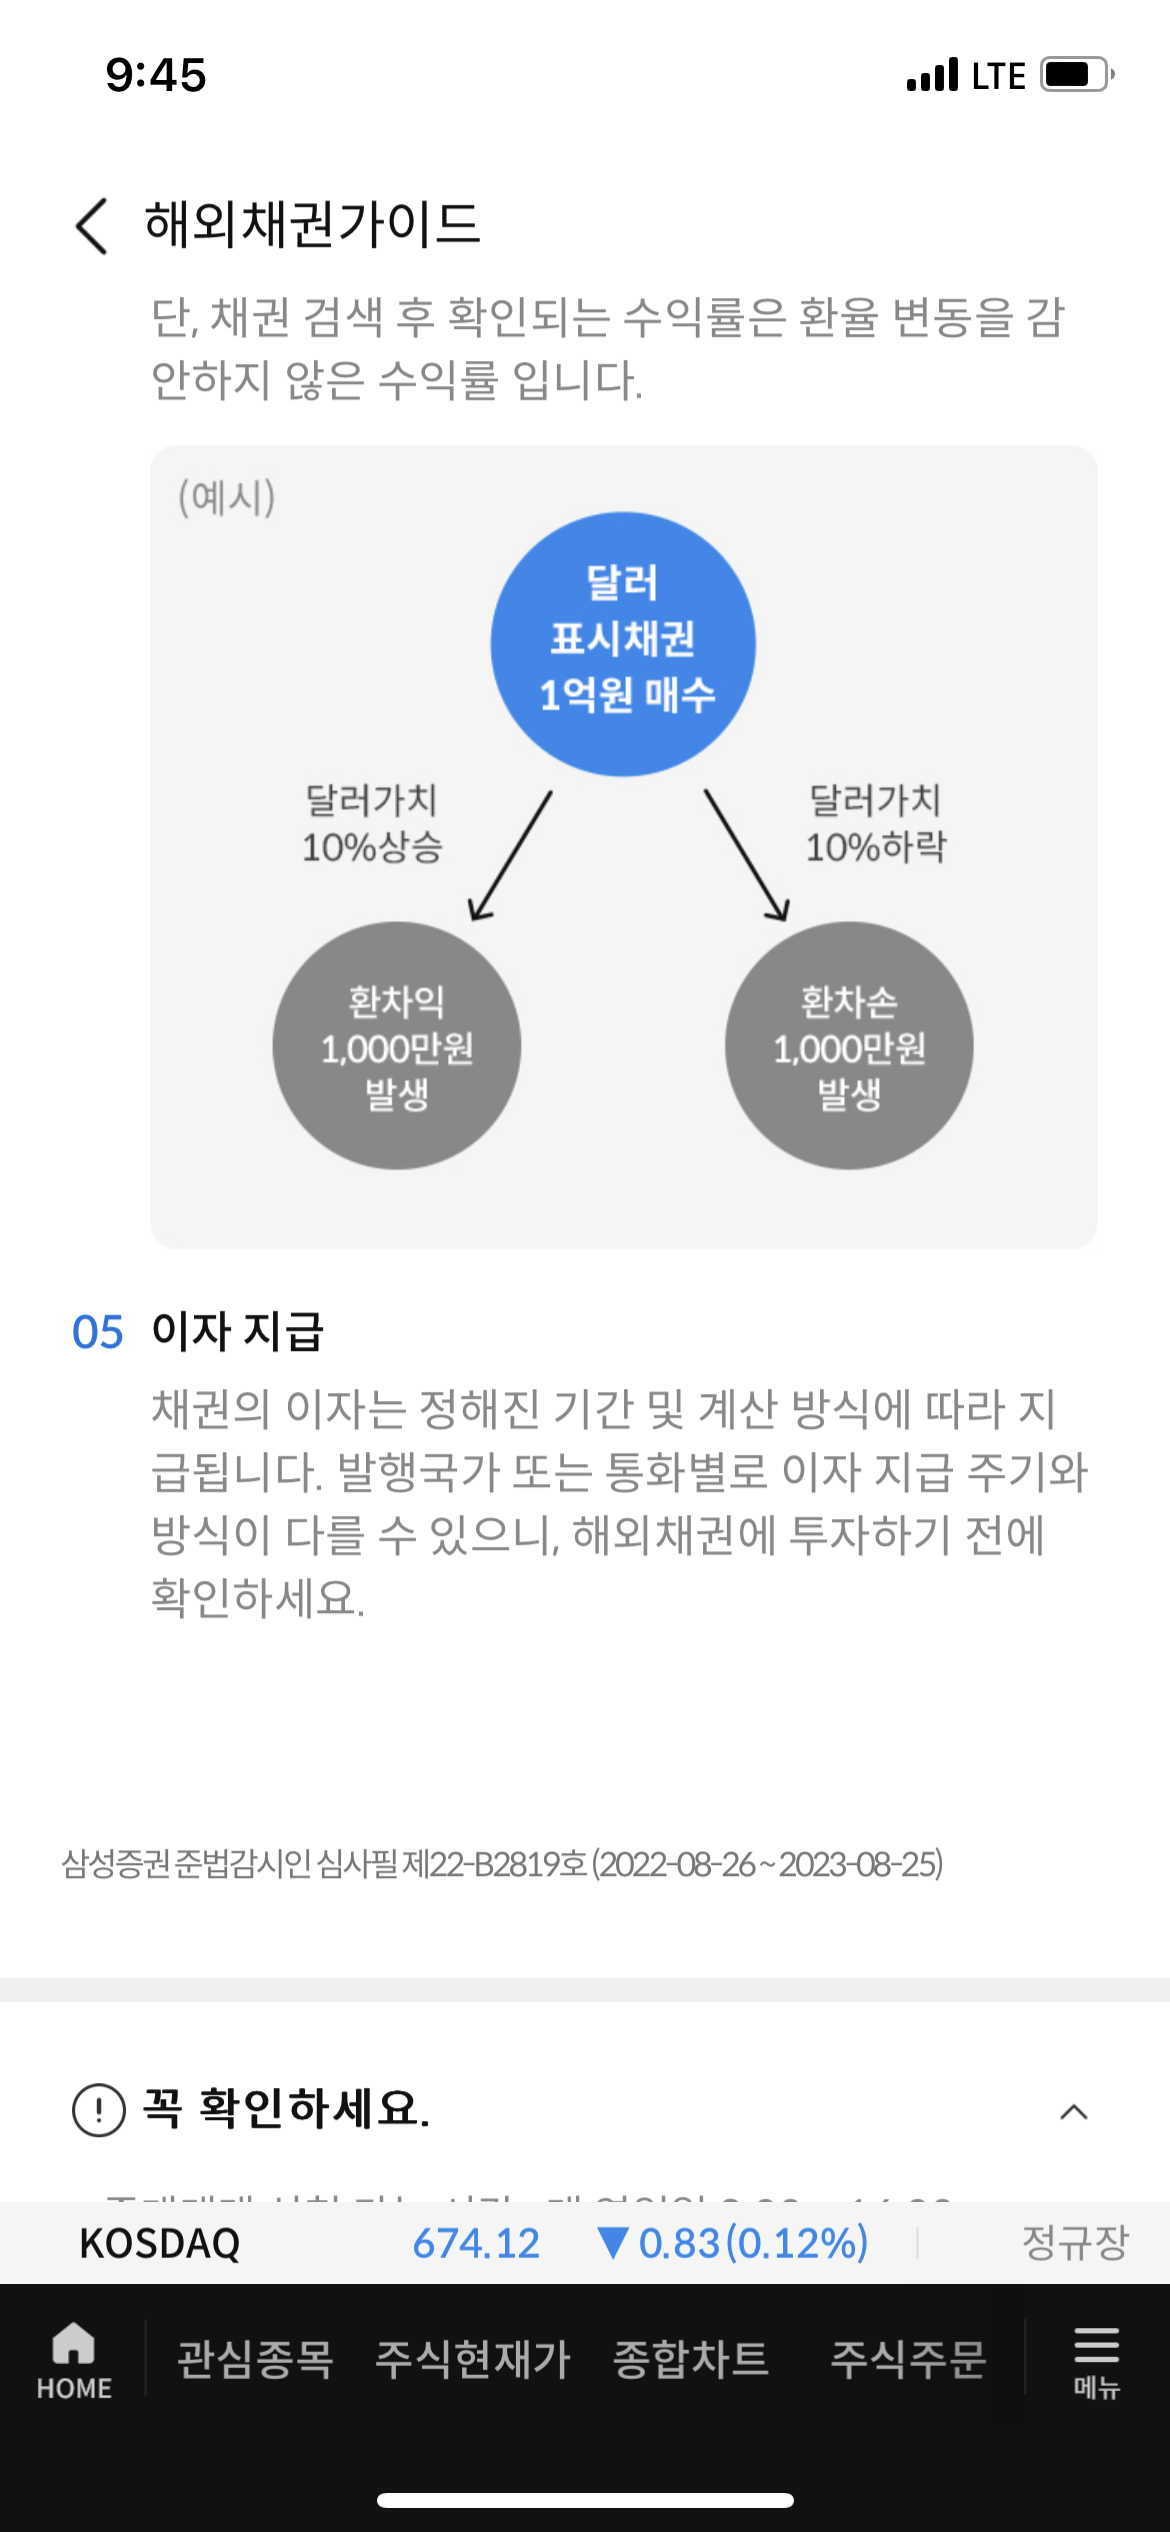 9:45
LTE
해외채권가이드
단, 채권 검색 후 확인되는 수익률은 환율 변동을 감
안하지 않은 수익률 입니다.
(예시)
달러
표시채권
1억원 매수
달러가치
10%상승
달러가치
10%하락
환차익
1,000만원
발생
환차손
1,000만원
발생
05 이자 지급
채권의 이자는 정해진 기간 및 계산 방식에 따라 지
급됩니다. 발행국가 또는 통화별로 이자 지급 주기와
방식이 다를 수 있으니, 해외채권에 투자하기 전에
확인하세요.
삼성증권 준법감시인 심사필 제22-B2819호 (2022-08-26 ~ 2023-08-25)
! 꼭 확인하세요.
KOSDAQ 674.12 ▼ 0.83 (0.12%) 정규장
HOME 관심종목 주식현재가 종합차트 주식주문 메뉴